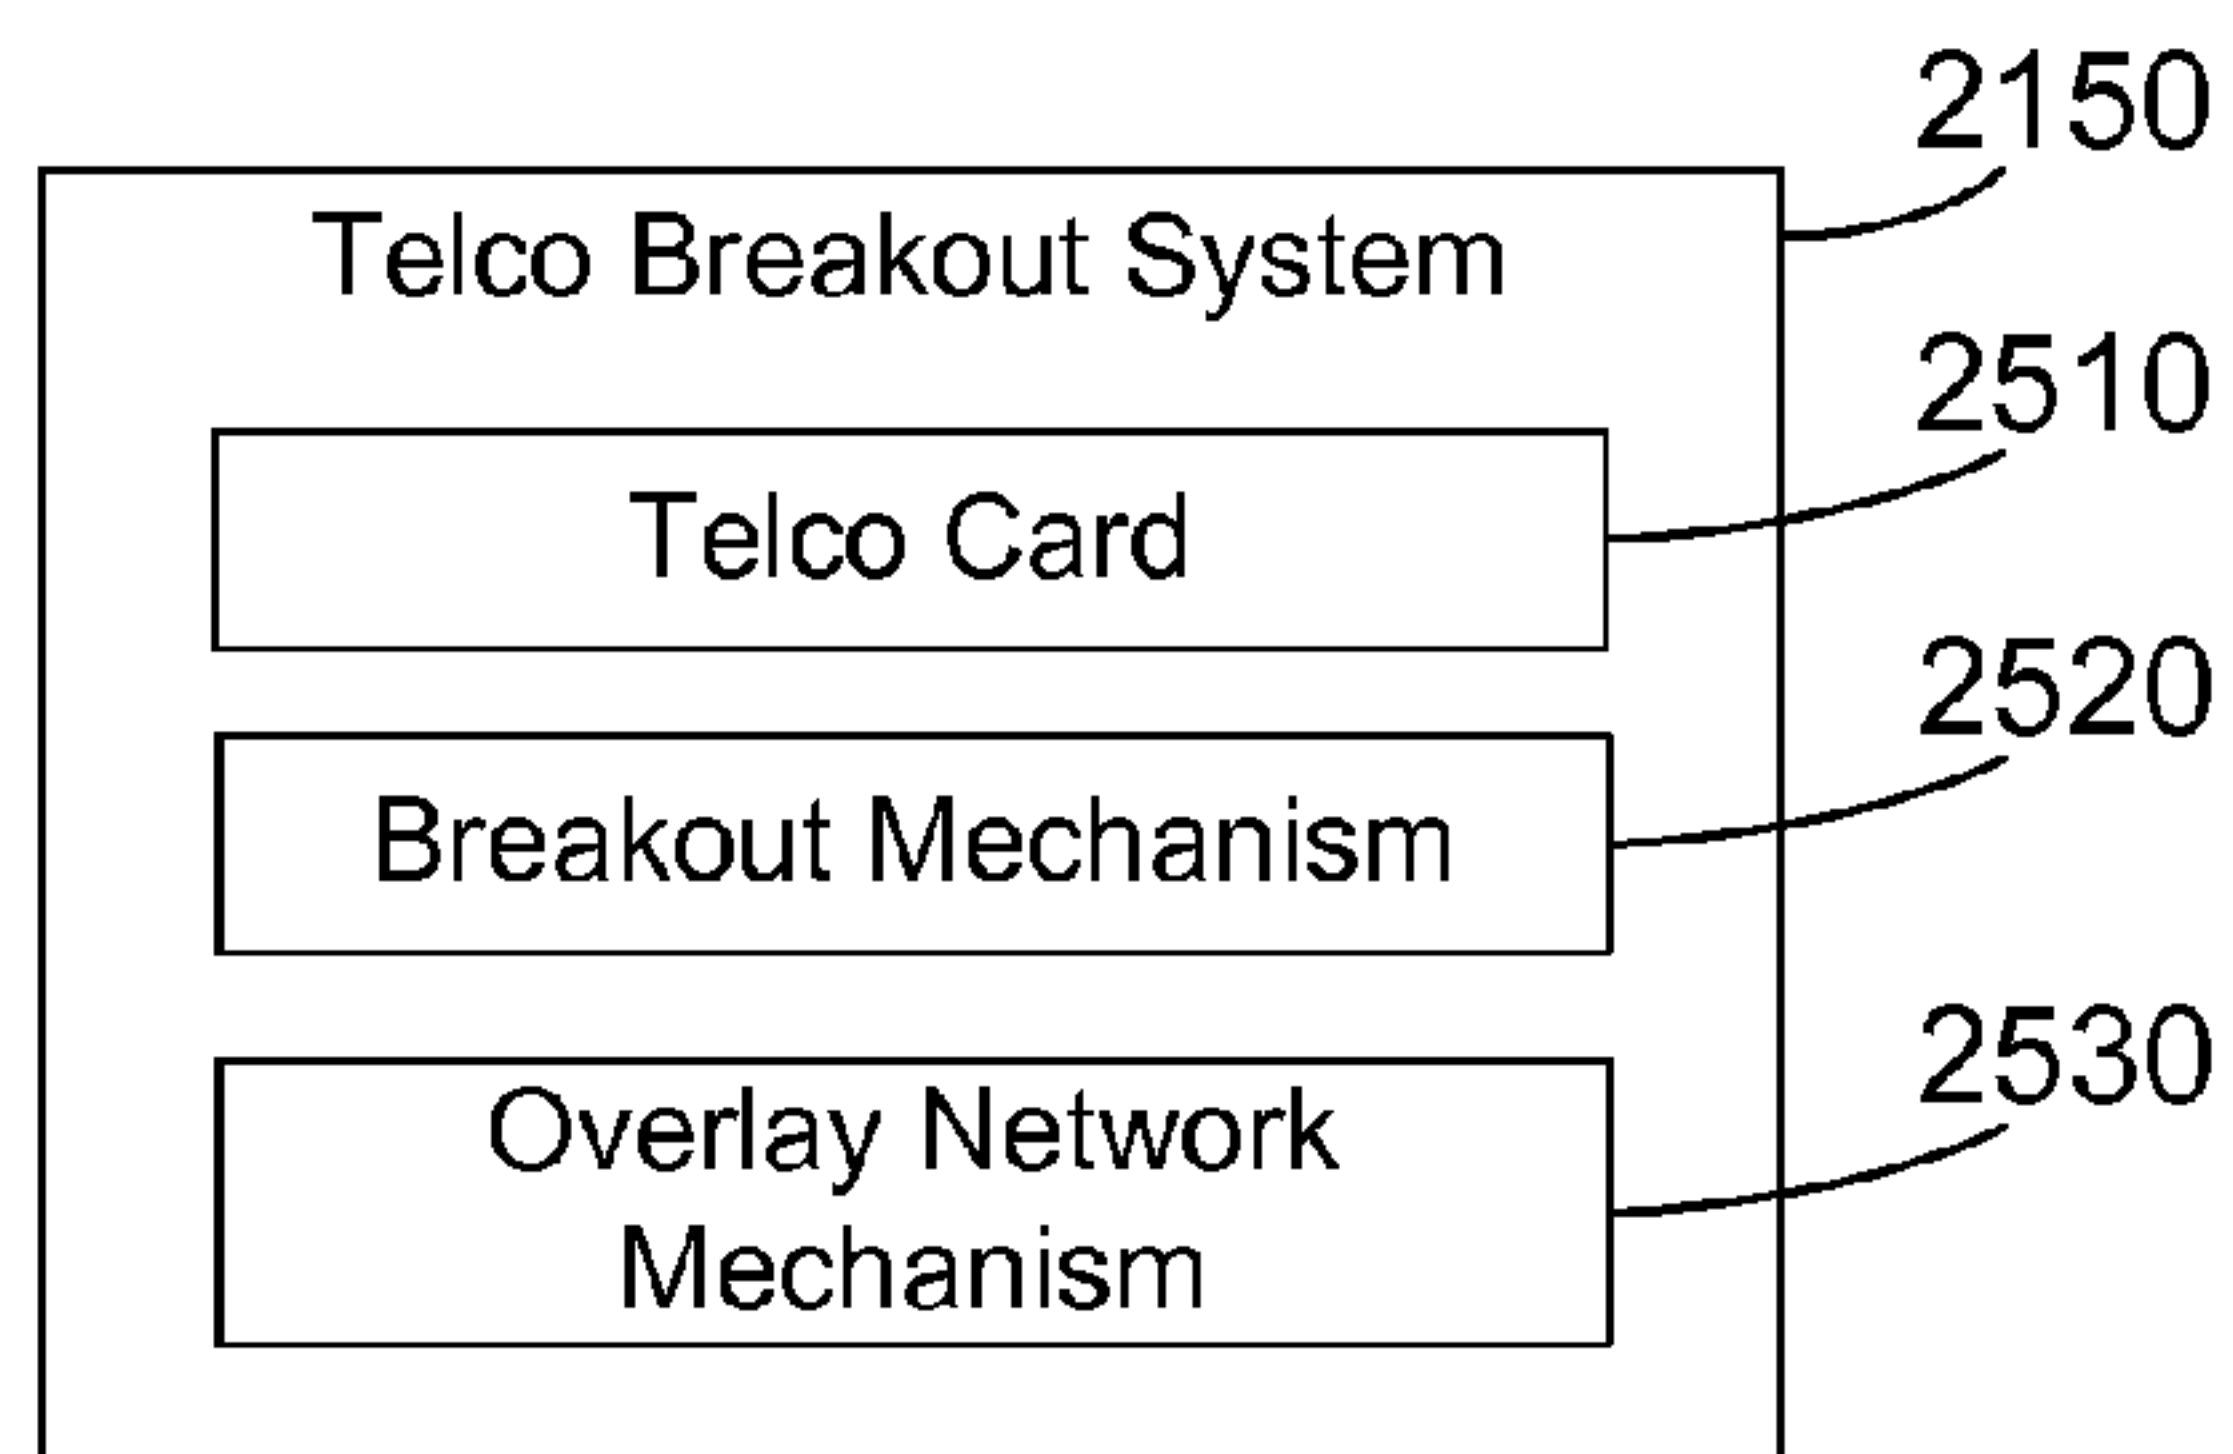 2150
Telco Breakout System
2510
Telco Card
2520
Breakout Mechanism
2530
Overlay Network
Mechanism